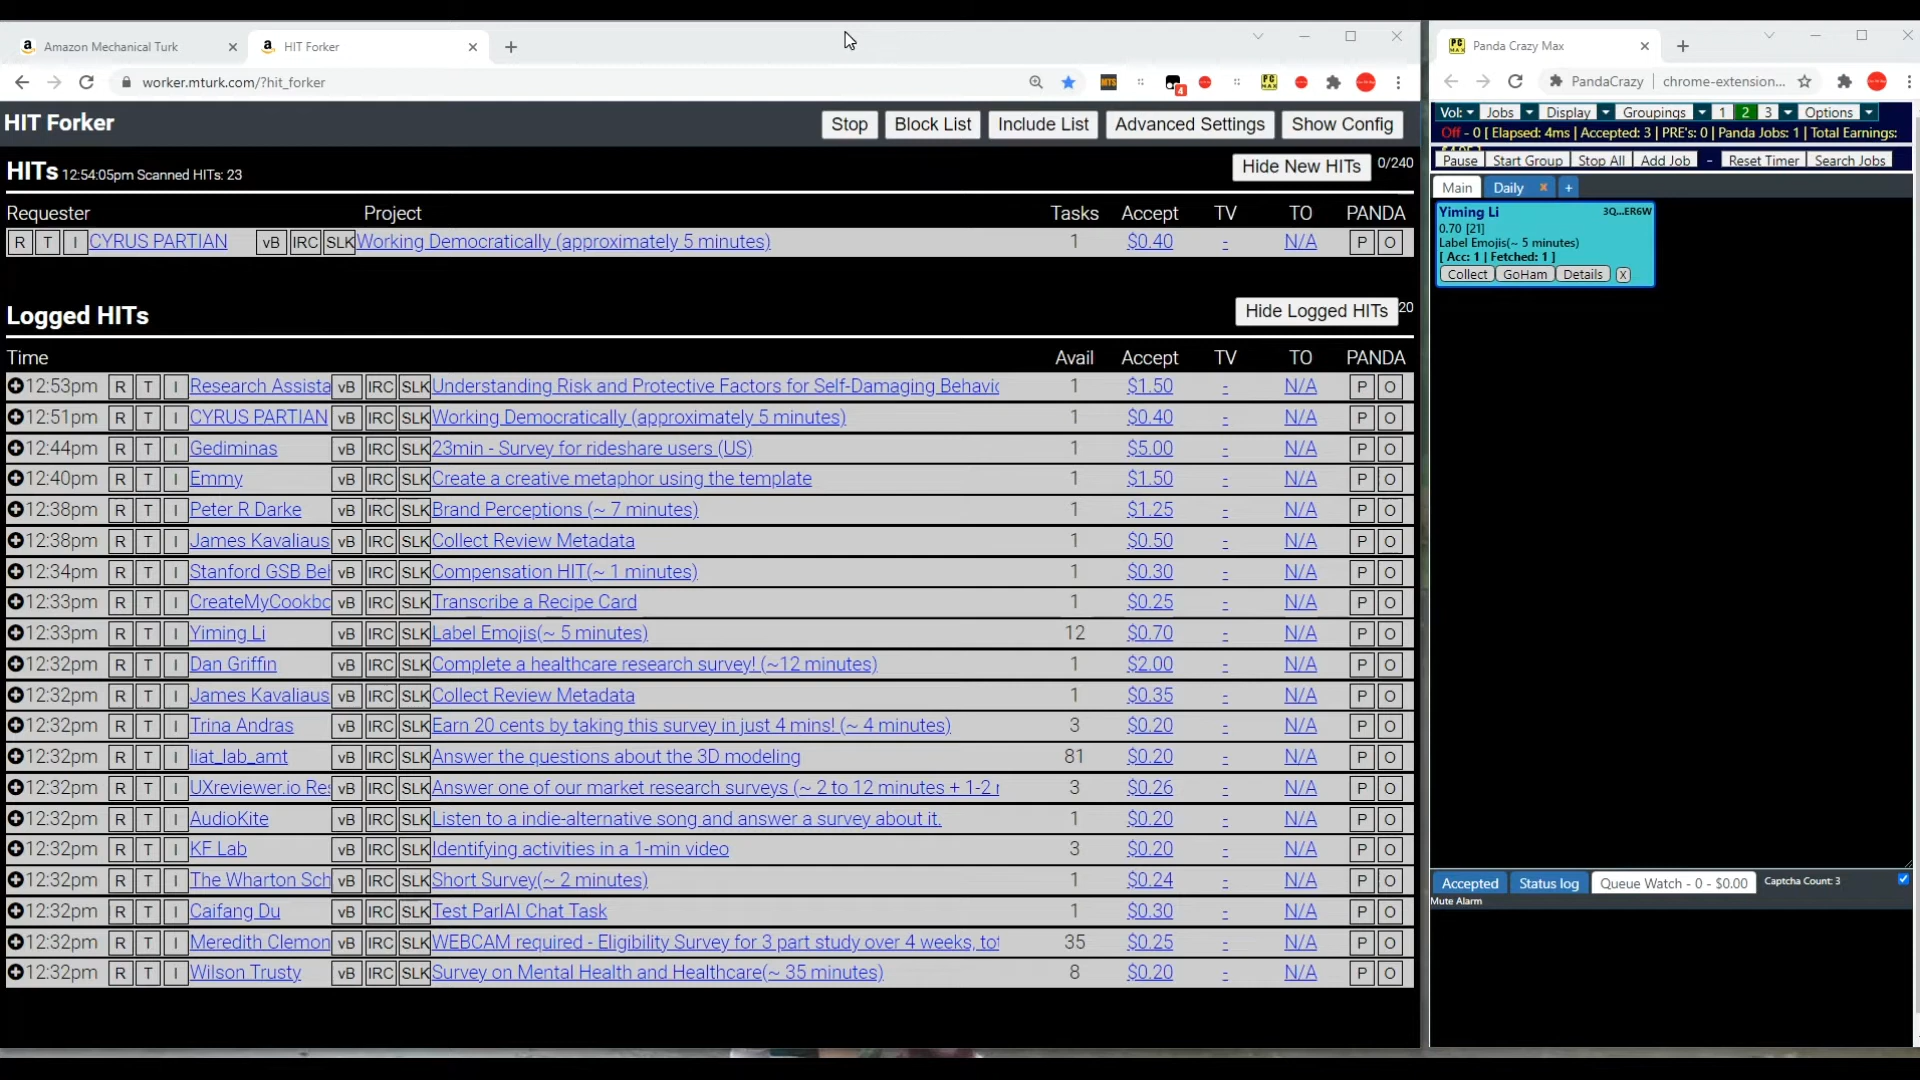 Amazon Mechanical Turk
HIT Forker
worker.mturk.com/?hit_forker
HTS
4
PC MAX
HIT Forker
Stop
Block List
Include List
Advanced Settings
Show Config
HITs 12:54:05pm Scanned HITs: 23
Hide New HITs
0/240
Requester Project Tasks Accept TV TO PANDA
R T I CYRUS PARTIAN vB IRC SLK Working Democratically (approximately 5 minutes) 1 $0.40 - N/A P O
Logged HITs
Hide Logged HITs
20
Time Avail Accept TV TO PANDA
12:53pm R T I Research Assista vB IRC SLK Understanding Risk and Protective Factors for Self-Damaging Behavic 1 $1.50 - N/A P O
12:51pm R T I CYRUS PARTIAN vB IRC SLK Working Democratically (approximately 5 minutes) 1 $0.40 - N/A P O
12:44pm R T I Gediminas vB IRC SLK 23min - Survey for rideshare users (US) 1 $5.00 - N/A P O
12:40pm R T I Emmy vB IRC SLK Create a creative metaphor using the template 1 $1.50 - N/A P O
12:38pm R T I Peter R Darke vB IRC SLK Brand Perceptions (~ 7 minutes) 1 $1.25 - N/A P O
12:38pm R T I James Kavaliaus vB IRC SLK Collect Review Metadata 1 $0.50 - N/A P O
12:34pm R T I Stanford GSB Beh vB IRC SLK Compensation HIT(~ 1 minutes) 1 $0.30 - N/A P O
12:33pm R T I CreateMyCookbc vB IRC SLK Transcribe a Recipe Card 1 $0.25 - N/A P O
12:33pm R T I Yiming Li vB IRC SLK Label Emojis(~ 5 minutes) 12 $0.70 - N/A P O
12:32pm R T I Dan Griffin vB IRC SLK Complete a healthcare research survey! (~12 minutes) 1 $2.00 - N/A P O
12:32pm R T I James Kavaliaus vB IRC SLK Collect Review Metadata 1 $0.35 - N/A P O
12:32pm R T I Trina Andras vB IRC SLK Earn 20 cents by taking this survey in just 4 mins! (~ 4 minutes) 3 $0.20 - N/A P O
12:32pm R T I liat_lab_amt vB IRC SLK Answer the questions about the 3D modeling 81 $0.20 - N/A P O
12:32pm R T I UXreviewer.io Res vB IRC SLK Answer one of our market research surveys (~ 2 to 12 minutes + 1-2 r 3 $0.26 - N/A P O
12:32pm R T I AudioKite vB IRC SLK Listen to a indie-alternative song and answer a survey about it. 1 $0.20 - N/A P O
12:32pm R T I KF Lab vB IRC SLK Identifying activities in a 1-min video 3 $0.20 - N/A P O
12:32pm R T I The Wharton Sch vB IRC SLK Short Survey(~ 2 minutes) 1 $0.24 - N/A P O
12:32pm R T I Caifang Du vB IRC SLK Test ParlAI Chat Task 1 $0.30 - N/A P O
12:32pm R T I Meredith Clemon vB IRC SLK WEBCAM required - Eligibility Survey for 3 part study over 4 weeks, tot 35 $0.25 - N/A P O
12:32pm R T I Wilson Trusty vB IRC SLK Survey on Mental Health and Healthcare(~ 35 minutes) 8 $0.20 - N/A P O
PC MAX Panda Crazy Max
PandaCrazy chrome-extension...
Vol: Jobs Display Groupings 1 2 3 Options
Off - 0 [ Elapsed: 4ms | Accepted: 3 | PRE's: 0 | Panda Jobs: 1 | Total Earnings:
Pause Start Group Stop All Add Job - Reset Timer Search Jobs
Main Daily x +
Yiming Li 3Q...ER6W
0.70 [21]
Label Emojis(~ 5 minutes)
[ Acc: 1 | Fetched: 1 ]
Collect GoHam Details X
Accepted Status log Queue Watch - 0 - $0.00 Captcha Count: 3
Mute Alarm